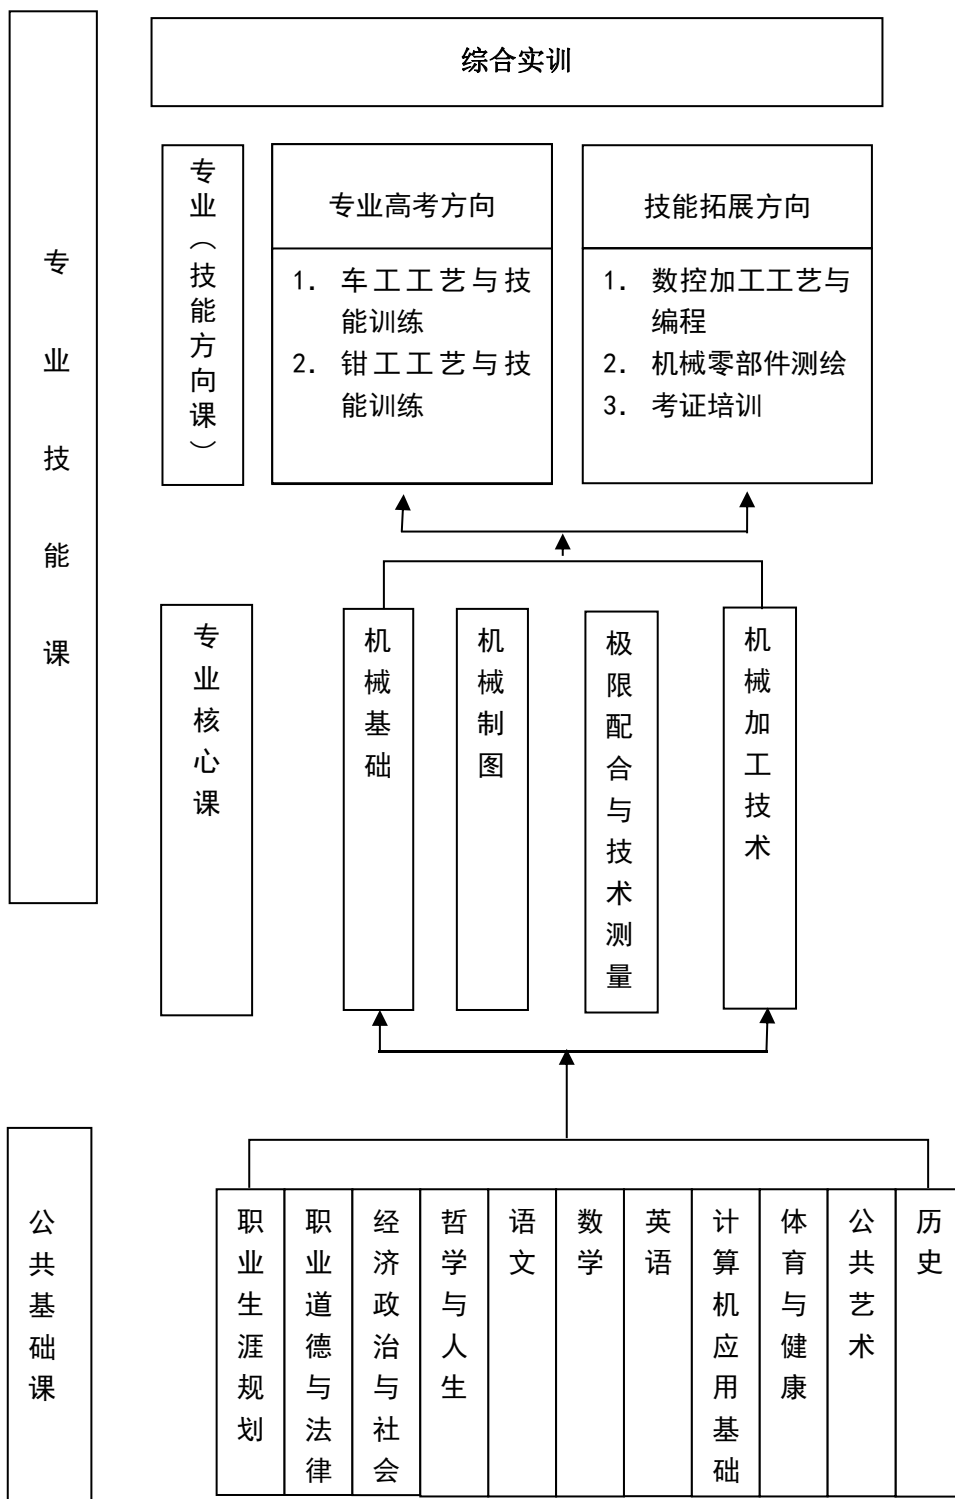 综合实训
专业技能课
专业（技能方向课）
专业高考方向
1. 车工工艺与技
能训练
2. 钳工工艺与技
能训练
技能拓展方向
1. 数控加工工艺与
编程
2. 机械零部件测绘
3. 考证培训
专业核心课
机械基础
机械制图
极限配合与技术测量
机械加工技术
公共基础课
职业生涯规划
职业道德与法律
经济政治与社会
哲学与人生
语文
数学
英语
计算机应用基础
体育与健康
公共艺术
历史